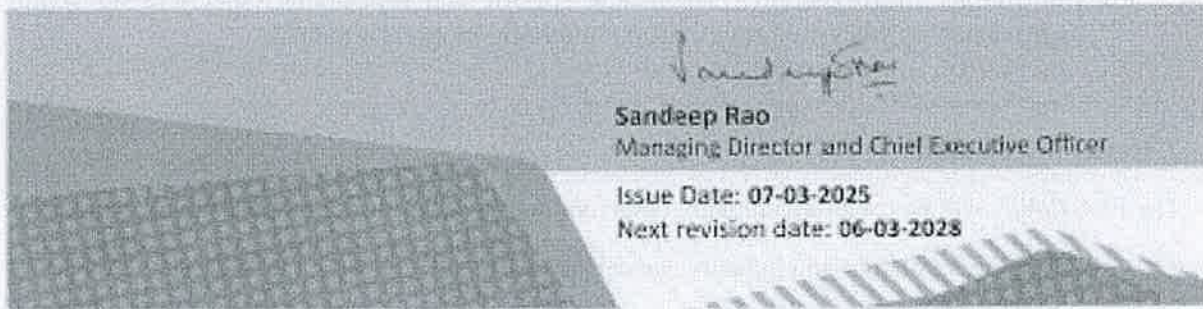 Sandeep Rao
Managing Director and Chief Executive Officer
Issue Date: 07-03-2025
Next revision date: 06-03-2028